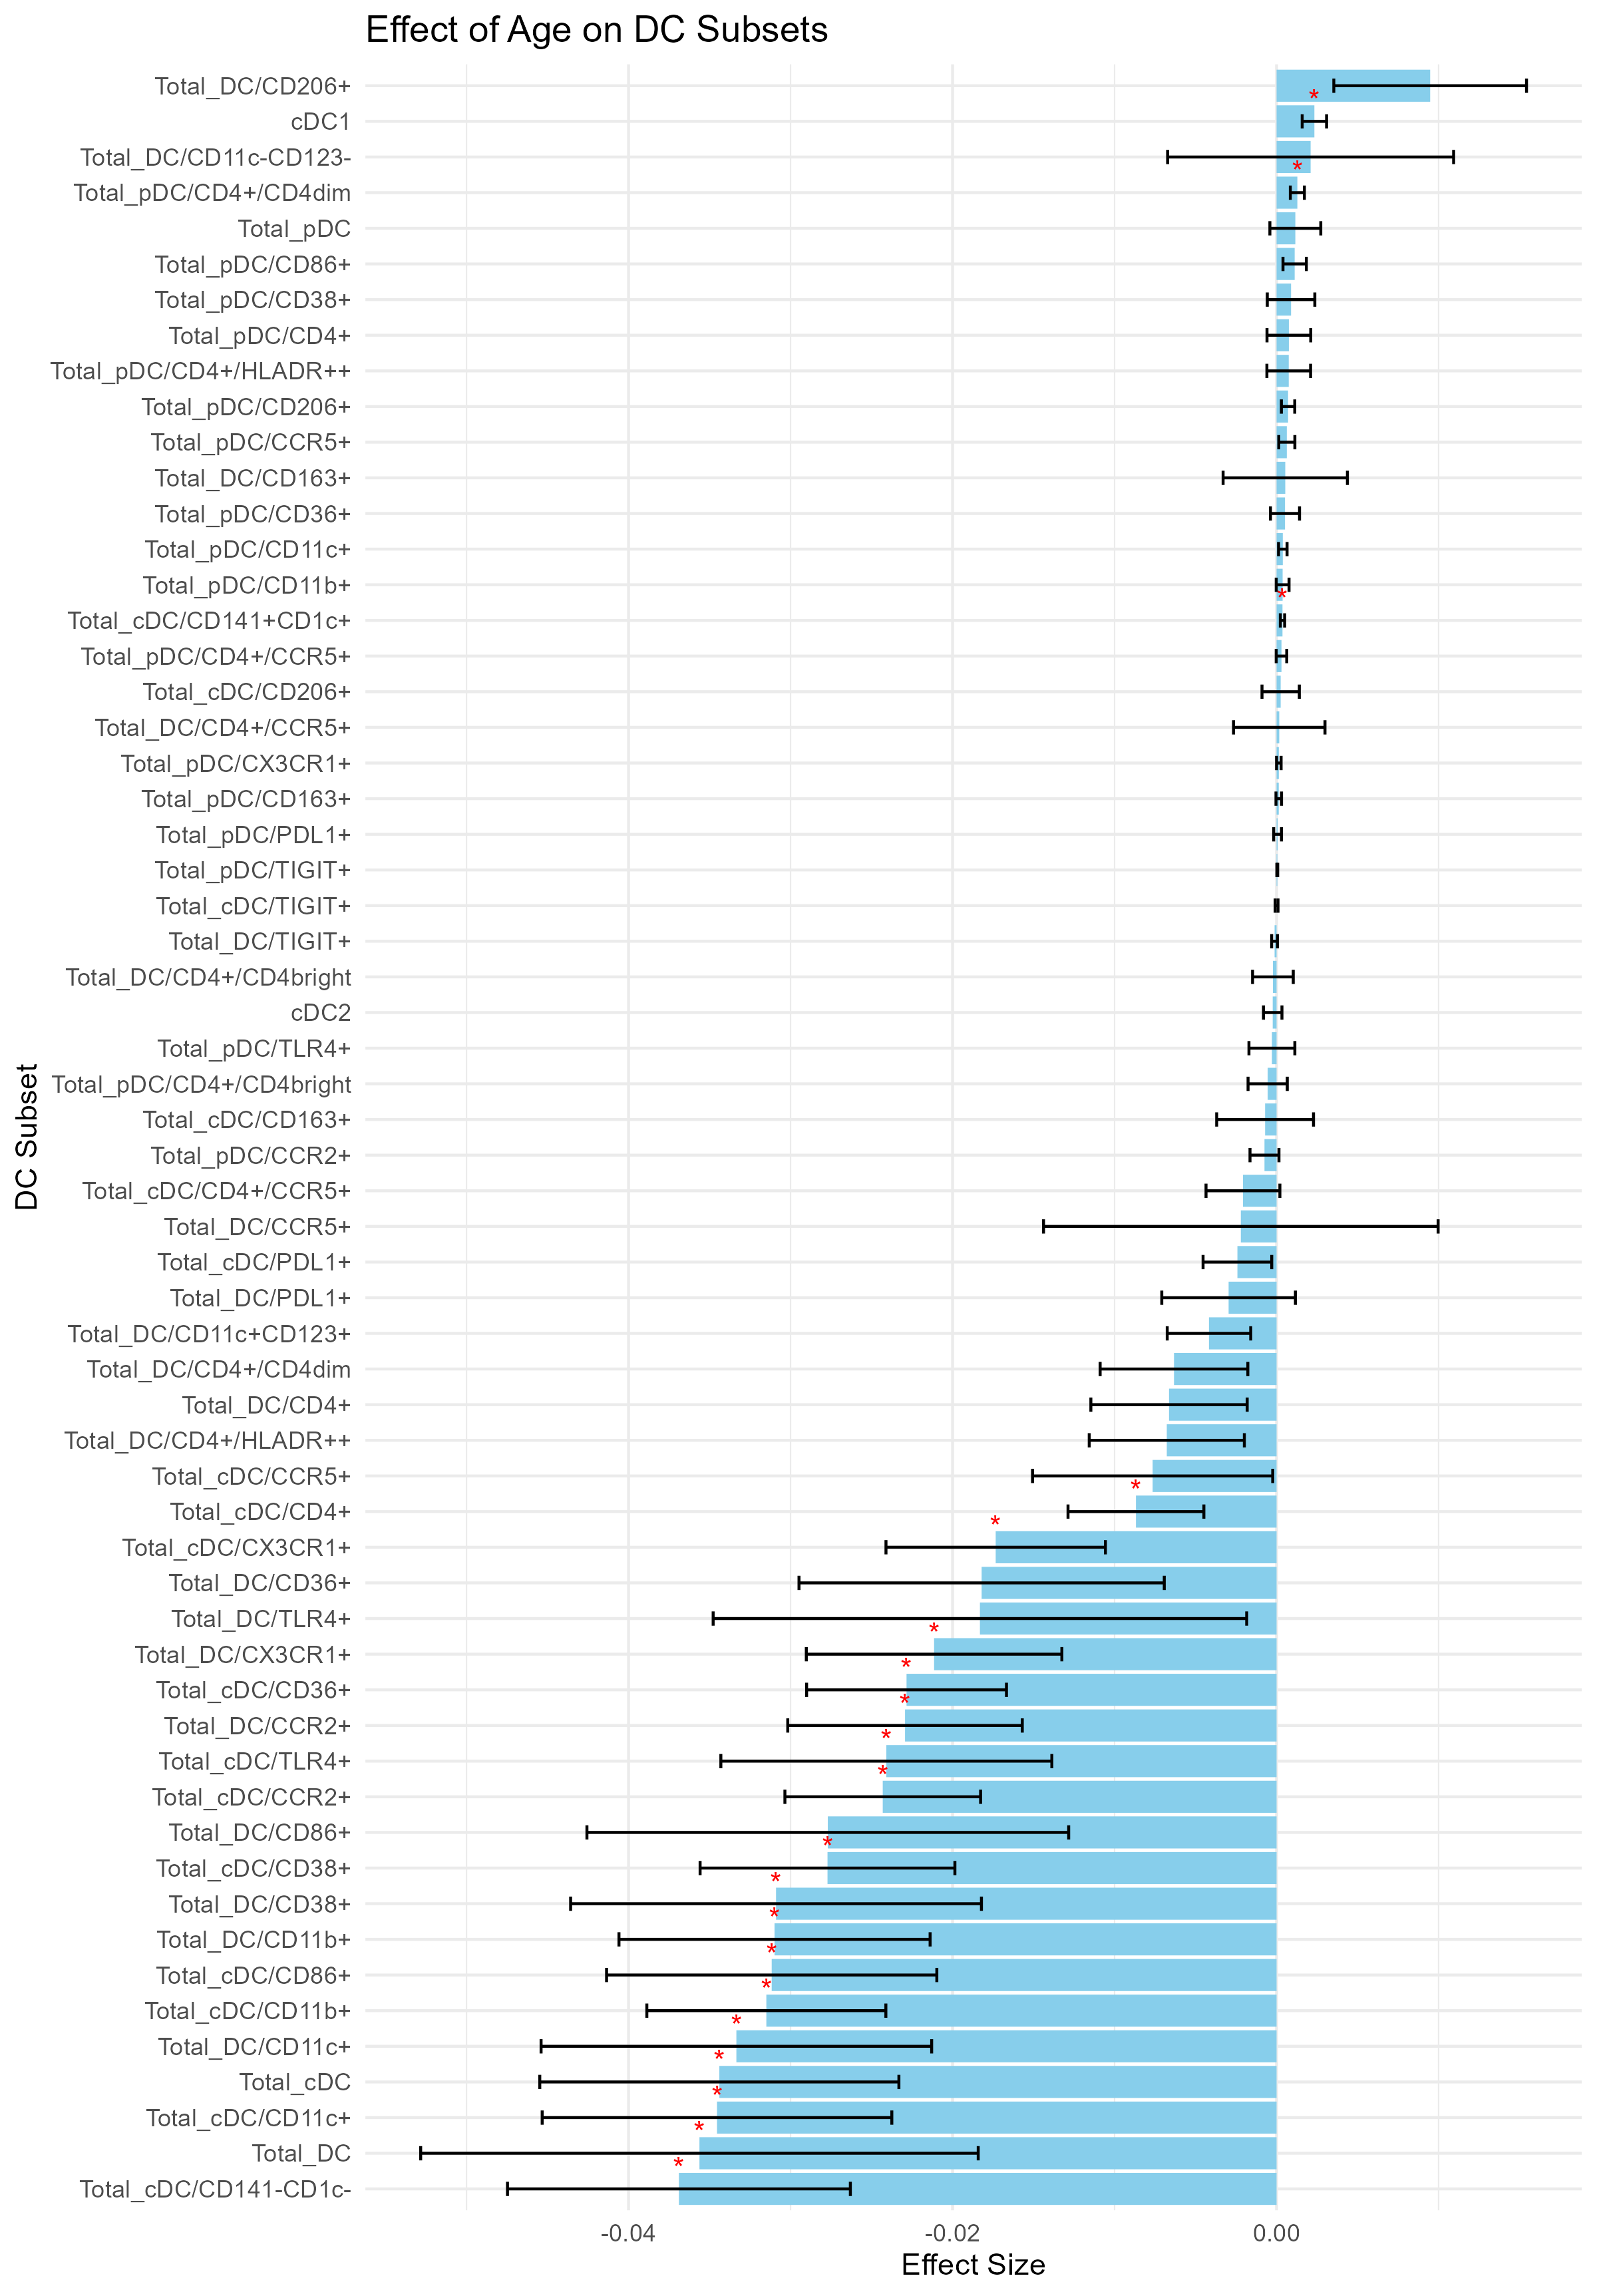 Effect of Age on DC Subsets
Total_DC/CD206+
*
cDC1
Total_DC/CD11c-CD123-
*
Total_pDC/CD4+/CD4dim
Total_pDC
Total_pDC/CD86+
Total_pDC/CD38+
Total_pDC/CD4+
Total_pDC/CD4+/HLADR++
Total_pDC/CD206+
Total_pDC/CCR5+
Total_DC/CD163+
Total_pDC/CD36+
Total_pDC/CD11c+
Total_pDC/CD11b+
*
Total_cDC/CD141+CD1c+
Total_pDC/CD4+/CCR5+
Total_cDC/CD206+
Total_DC/CD4+/CCR5+
Total_pDC/CX3CR1+
Total_pDC/CD163+
Total_pDC/PDL1+
Total_pDC/TIGIT+
Total_cDC/TIGIT+
Total_DC/TIGIT+
Total_DC/CD4+/CD4bright
cDC2
Total_pDC/TLR4+
Total_pDC/CD4+/CD4bright
Total_cDC/CD163+
Total_pDC/CCR2+
Total_cDC/CD4+/CCR5+
Total_DC/CCR5+
Total_cDC/PDL1+
Total_DC/PDL1+
Total_DC/CD11c+CD123+
Total_DC/CD4+/CD4dim
Total_DC/CD4+
Total_DC/CD4+/HLADR++
Total_cDC/CCR5+
*
Total_cDC/CD4+
*
Total_cDC/CX3CR1+
Total_DC/CD36+
Total_DC/TLR4+
*
Total_DC/CX3CR1+
*
Total_cDC/CD36+
*
Total_DC/CCR2+
*
Total_cDC/TLR4+
*
Total_cDC/CCR2+
Total_DC/CD86+
*
Total_cDC/CD38+
*
Total_DC/CD38+
*
Total_DC/CD11b+
*
Total_cDC/CD86+
*
Total_cDC/CD11b+
*
Total_DC/CD11c+
*
Total_cDC
*
Total_cDC/CD11c+
*
Total_DC
*
Total_cDC/CD141-CD1c-
DC Subset
-0.04
-0.02
0.00
Effect Size